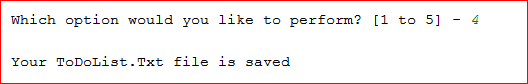 Which option would you like to perform? [1 to 5] - 4
Your ToDoList.Txt file is saved